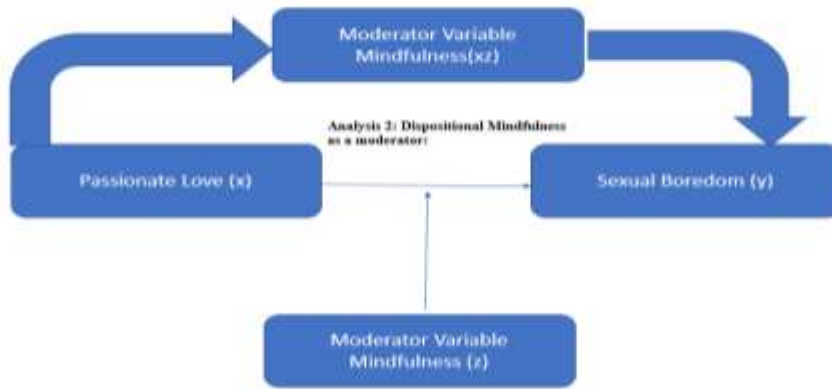 Moderator Variable
Mindfulness(xz)
Analysis 2: Dispositional Mindfulness
as a moderator:
Passionate Love (x)
Sexual Boredom (y)
Moderator Variable
Mindfulness (z)